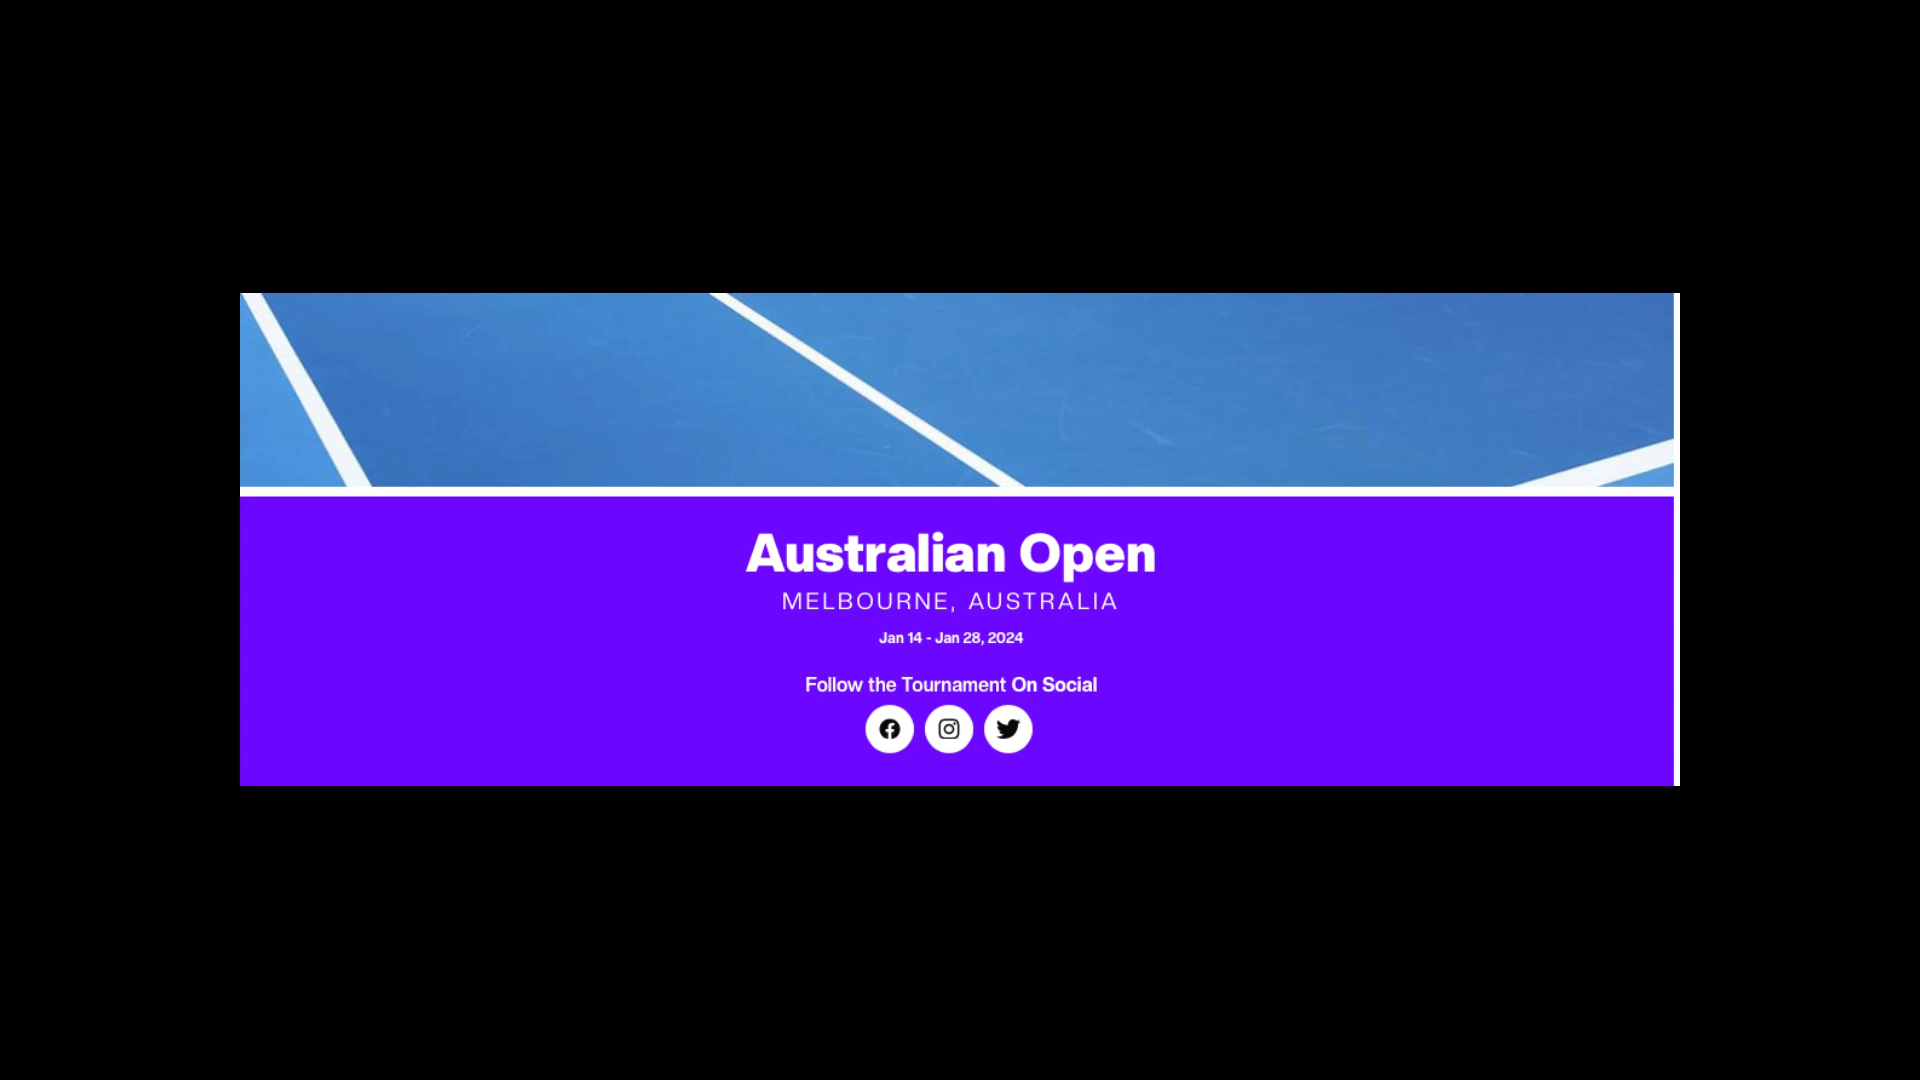 Australian Open
MELBOURNE, AUSTRALIA
Jan 14 - Jan 28, 2024
Follow the Tournament On Social